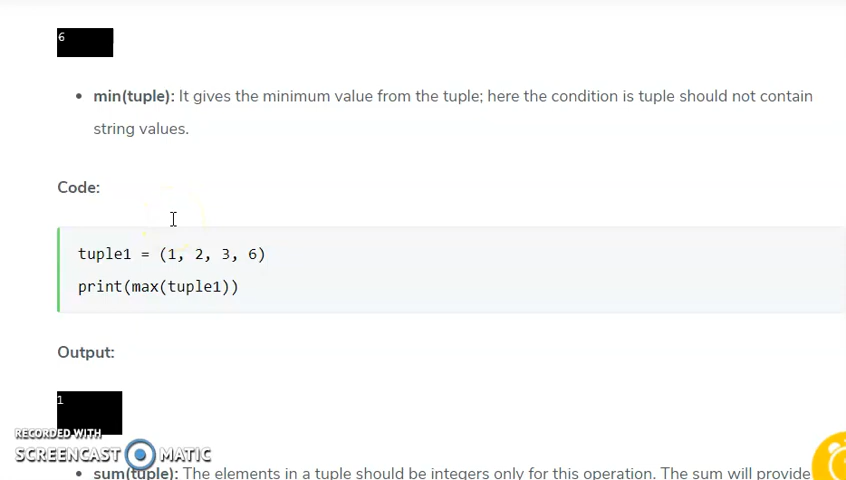 6
• min(tuple): It gives the minimum value from the tuple; here the condition is tuple should not contain
string values.
Code:
tuple1 = (1, 2, 3, 6)
print(max(tuple1))
Output:
1
RECORDED WITH
SCREENCAST MATIC
• sum(tuple): The elements in a tuple should be integers only for this operation. The sum will provide